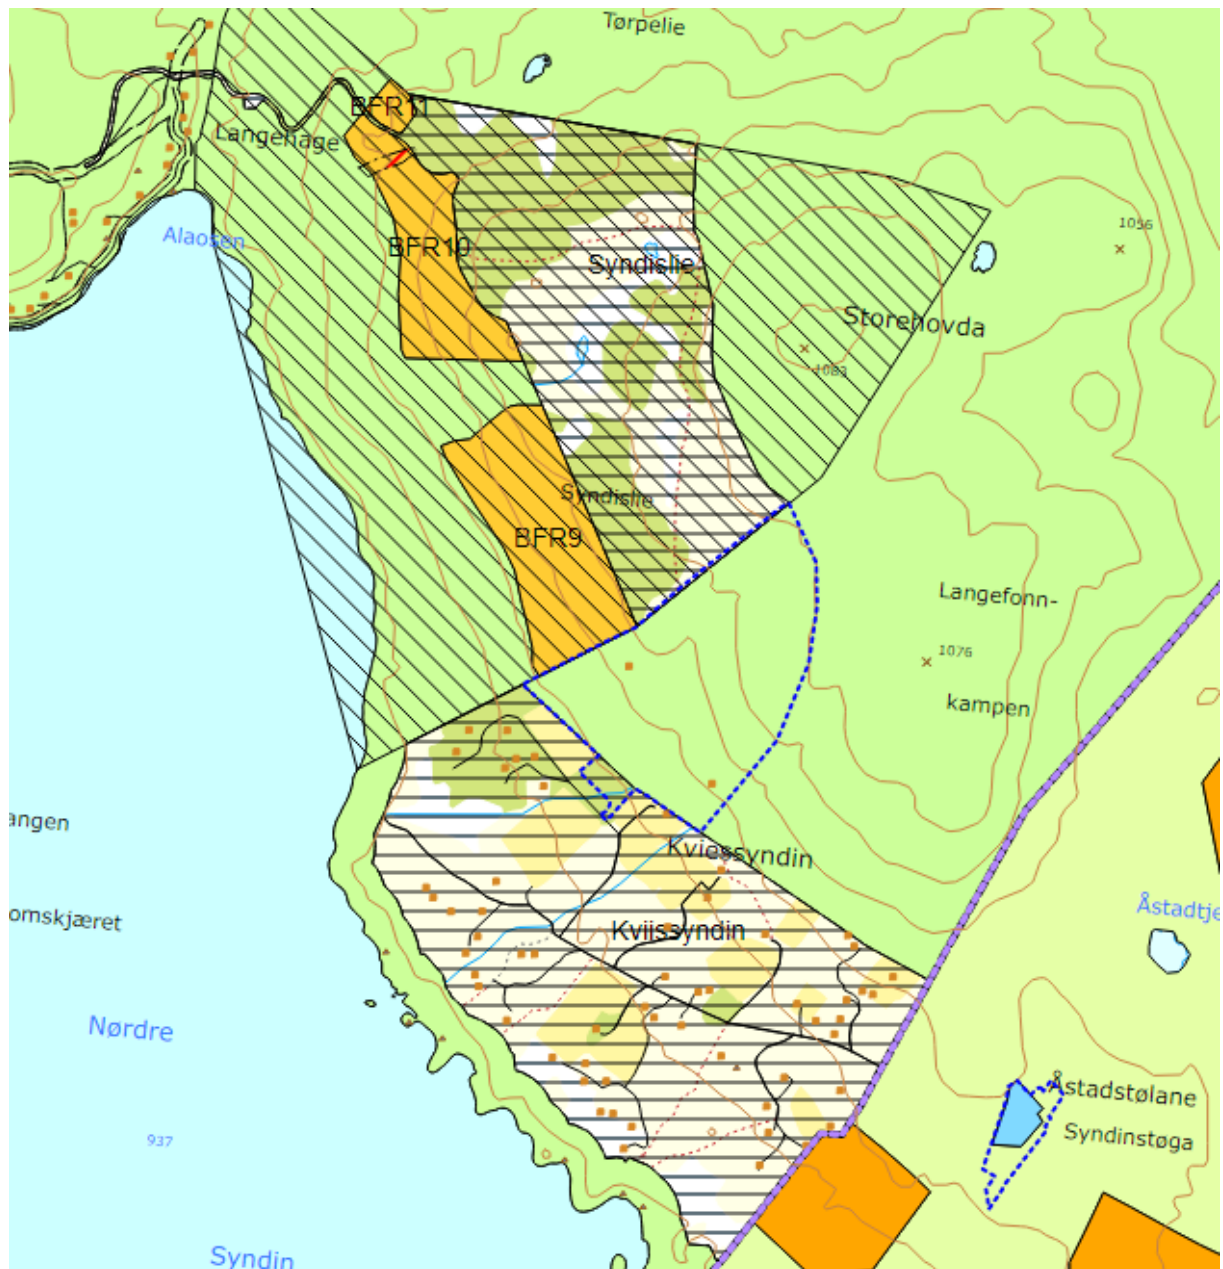 Tørpelie
BFR11
Langehage
1056
Alaosen
BFR10
Syndislie
Storehovda
1083
Syndislie
BFR9
Langefonn-
1076
kampen
angen
Kviessyndin
Åstadtje
omskjæret
Kviissyndin
Nørdre
Åstadstølane
937
Syndinstøga
Syndin